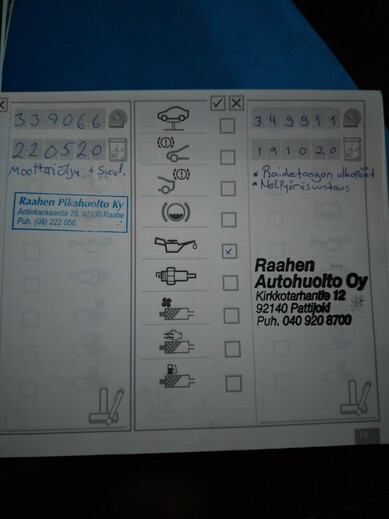 339066
220520
Moottoriöljy + Suod.
Raahen Pikahuolto Ky
Antinkankaantie 20, 92130 Raahe
Puh. (08) 222 056.
349911
191020
* Raidetangon ulkopäät
* Nelipyöräsuuntaus
Raahen
Autohuolto Oy
Kirkkotarhantie 12
92140 Pattijoki
Puh. 040 920 8700